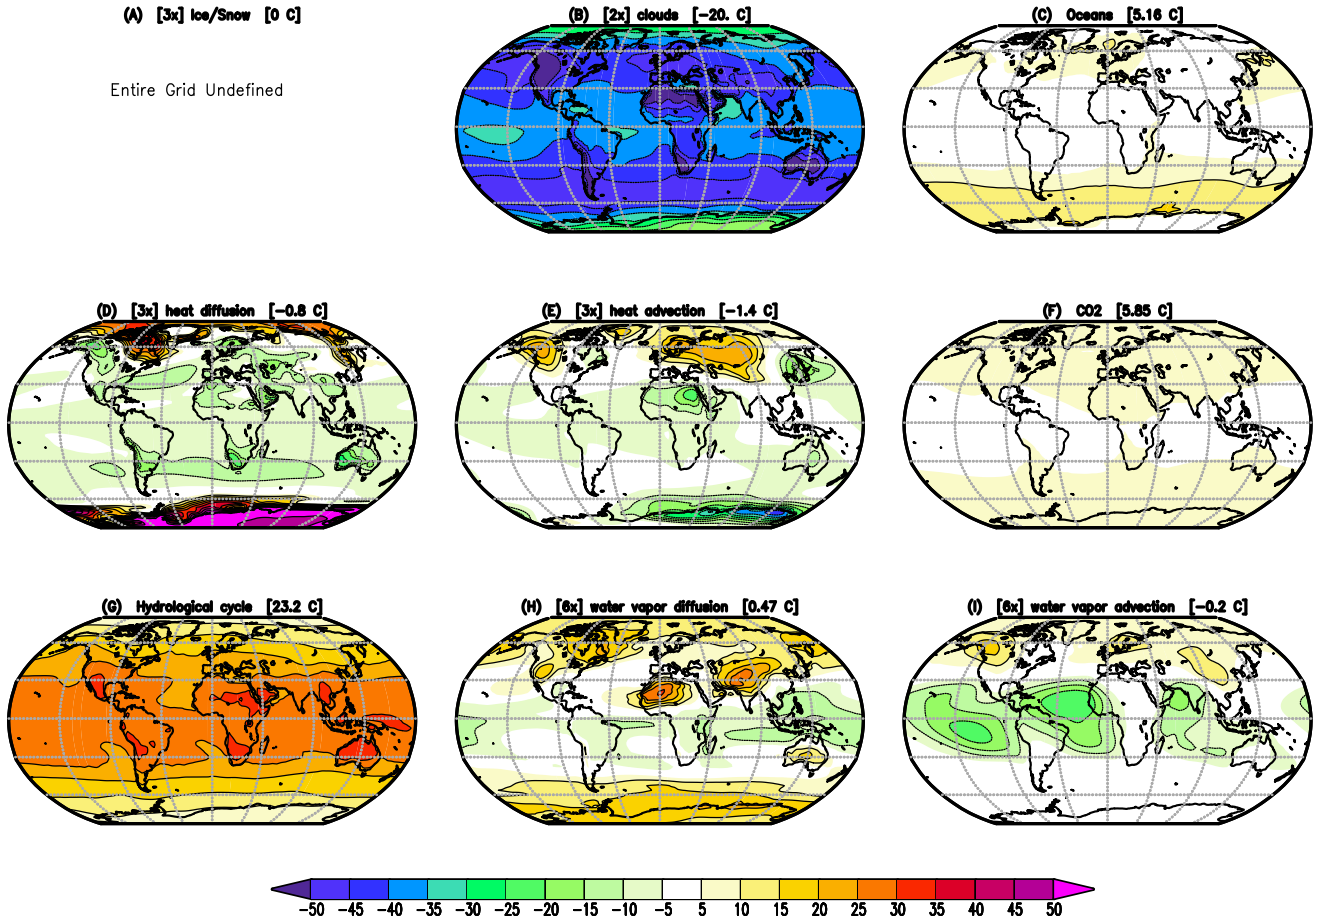 (A) [3x] Ice/Snow [0 C]
(B) [2x] clouds [-20. C]
(C) Oceans [5.16 C]
Entire Grid Undefined
(D) [3x] heat diffusion [-0.8 C]
(E) [3x] heat advection [-1.4 C]
(F) CO2 [5.85 C]
(G) Hydrological cycle [23.2 C]
(H) [6x] water vapor diffusion [0.47 C]
(I) [6x] water vapor advection [-0.2 C]
-50 -45 -40 -35 -30 -25 -20 -15 -10 -5 5 10 15 20 25 30 35 40 45 50